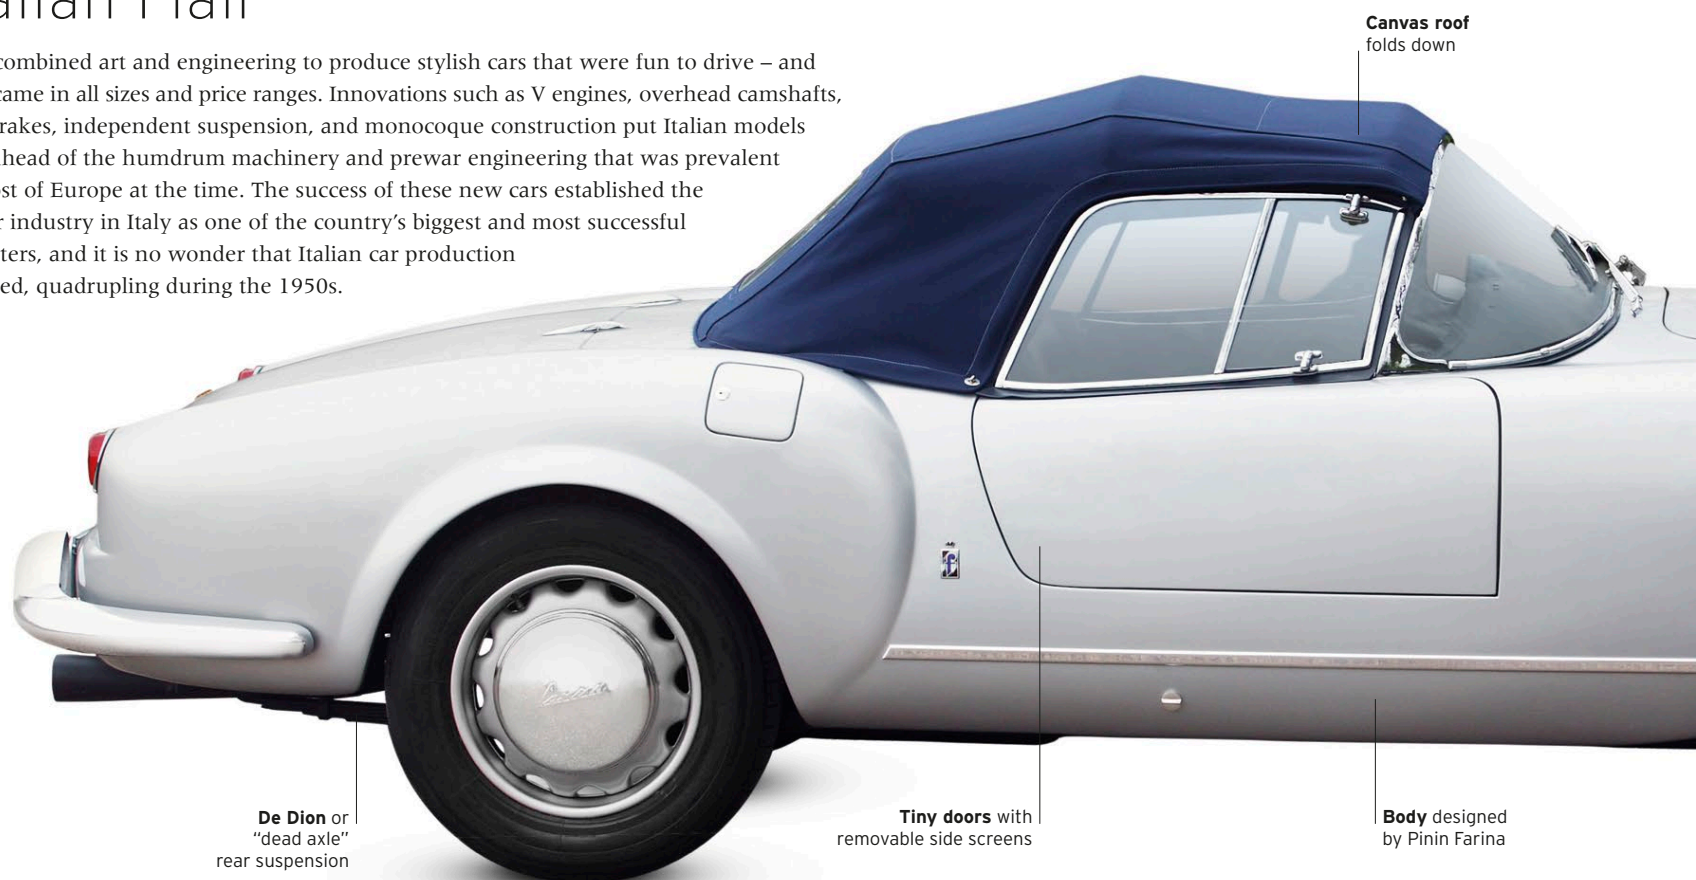 combined art and engineering to produce stylish cars that were fun to drive – and
came in all sizes and price ranges. Innovations such as V engines, overhead camshafts,
independent suspension, and monocoque construction put Italian models
of the humdrum machinery and prewar engineering that was prevalent
of Europe at the time. The success of these new cars established the
industry in Italy as one of the country’s biggest and most successful
and it is no wonder that Italian car production
quadrupling during the 1950s.
Canvas roof
folds down
De Dion or
“dead axle”
rear suspension
Tiny doors with
removable side screens
Body designed
by Pinin Farina
f
Lancia